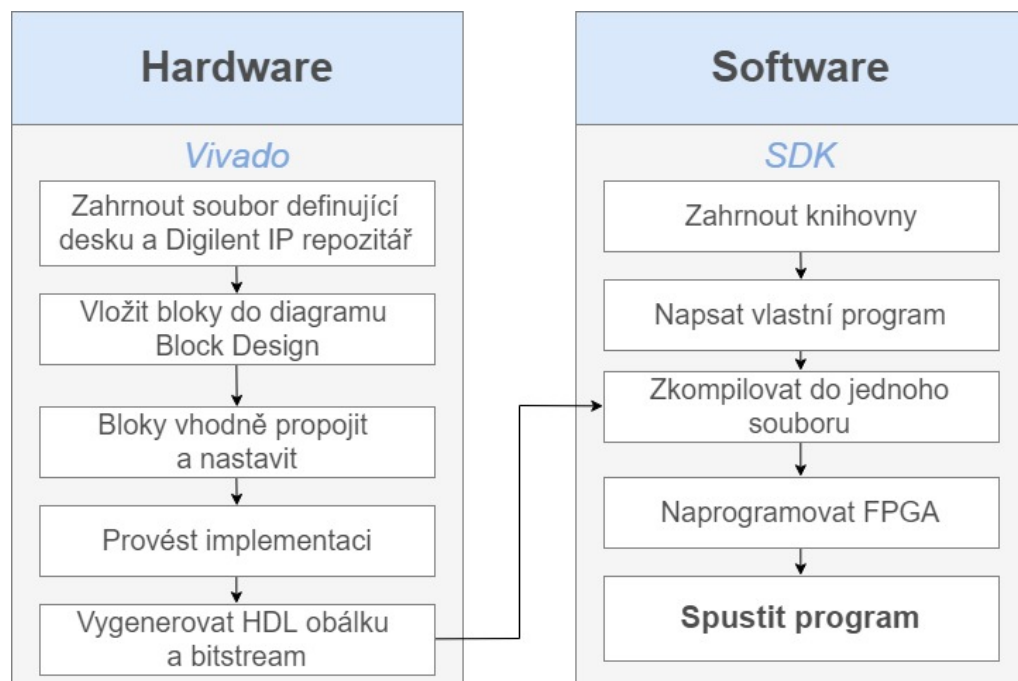 Hardware
Vivado
Zahrnout soubor definující
desku a Digilent IP repozitář
Vložit bloky do diagramu
Block Design
Bloky vhodně propojit
a nastavit
Provést implementaci
Vygenerovat HDL obálku
a bitstream
Software
SDK
Zahrnout knihovny
Napsat vlastní program
Zkompilovat do jednoho
souboru
Naprogramovat FPGA
Spustit program